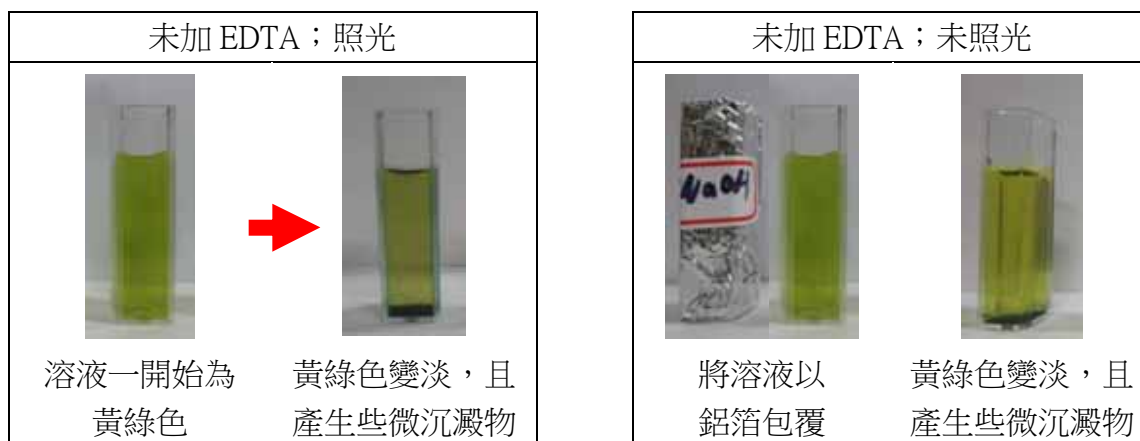 未加 EDTA；照光
溶液一開始為
黃綠色
黃綠色變淡，且
產生些微沉澱物
未加 EDTA；未照光
NaOH
將溶液以
鋁箔包覆
黃綠色變淡，且
產生些微沉澱物